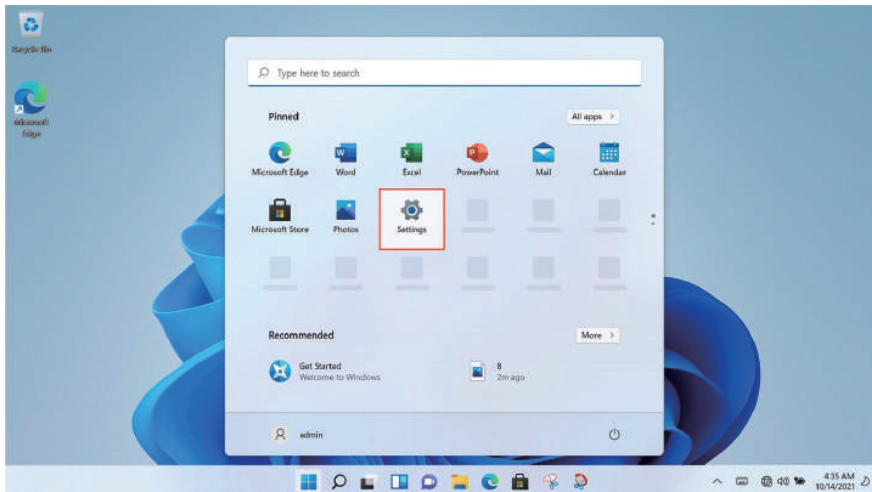 Recycle Bin
Microsoft
Edge
Type here to search
Pinned
All apps >
Microsoft Edge
Word
Excel
PowerPoint
Mail
Calendar
Microsoft Store
Photos
Settings
Recommended
More >
Get Started
Welcome to Windows
8
2m ago
admin
4:35 AM
10/14/2021